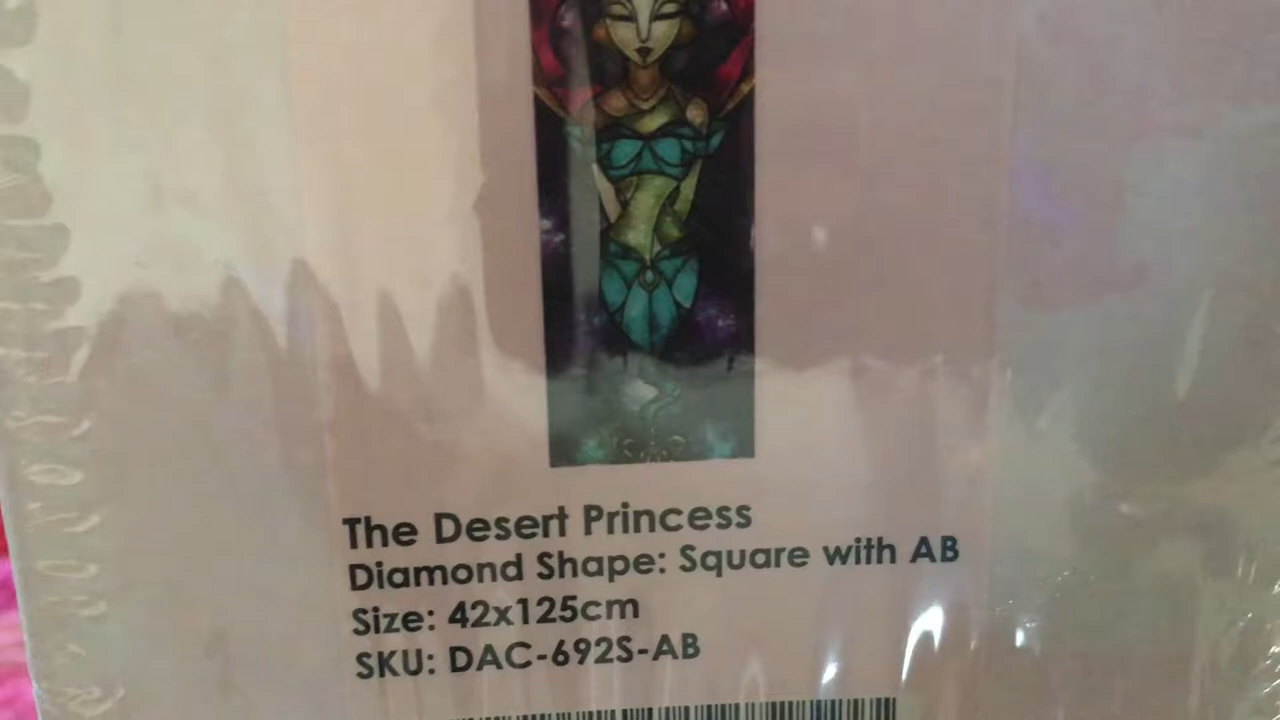 The Desert Princess
Diamond Shape: Square with AB
Size: 42x125cm
SKU: DAC-692S-AB